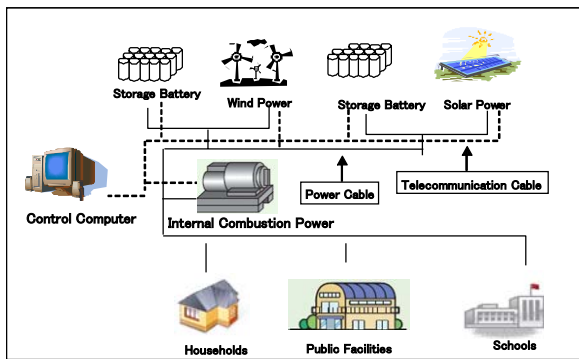 Storage Battery
Wind Power
Storage Battery
Solar Power
Control Computer
Internal Combustion Power
Power Cable
Telecommunication Cable
Households
Public Facilities
Schools